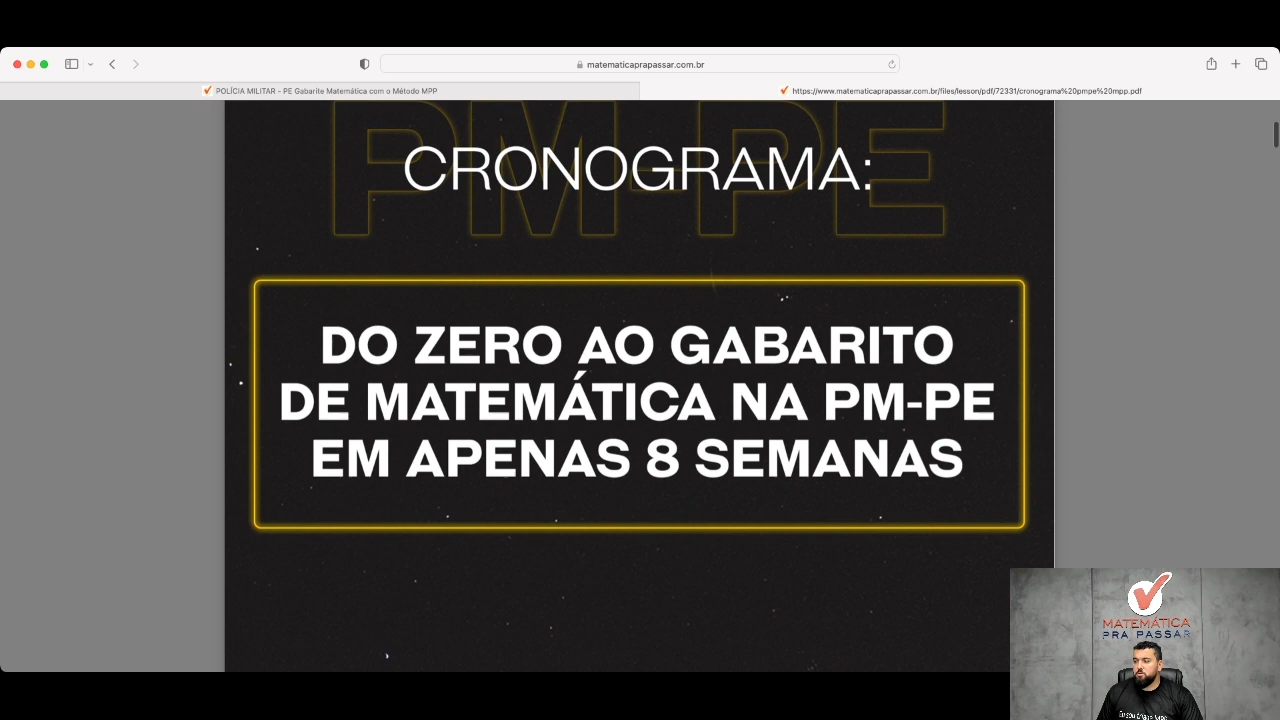 matematicaprapassar.com.br
POLÍCIA MILITAR - PE Gabarite Matemática com o Método MPP
https://www.matematicaprapassar.com.br/files/lesson/pdf/72331/cronograma%20pmpe%20mpp.pdf
PM-PE
CRONOGRAMA:
DO ZERO AO GABARITO
DE MATEMÁTICA NA PM-PE
EM APENAS 8 SEMANAS
MATEMÁTICA
PRA PASSAR